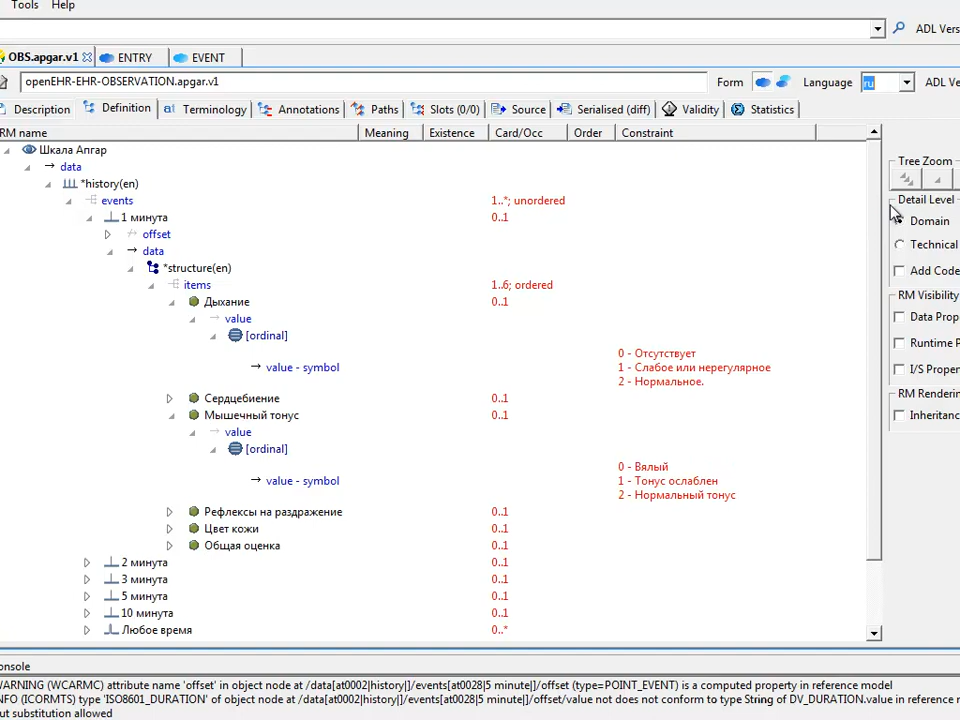 Tools Help
ADL Vers
OBS.apgar.v1 ENTRY EVENT
openEHR-EHR-OBSERVATION.apgar.v1 Form Language ru ADL Ve
Description Definition Terminology Annotations Paths Slots (0/0) Source Serialised (diff) Validity Statistics
RM name Meaning Existence Card/Occ Order Constraint
Шкала Апгар
data
*history(en)
events 1..*; unordered
1 минута 0..1
offset
data
*structure(en)
items 1..6; ordered
Дыхание 0..1
value
[ordinal]
value - symbol
0 - Отсутствует
1 - Слабое или нерегулярное
2 - Нормальное.
Сердцебиение 0..1
Мышечный тонус 0..1
value
[ordinal]
value - symbol
0 - Вялый
1 - Тонус ослаблен
2 - Нормальный тонус
Рефлексы на раздражение 0..1
Цвет кожи 0..1
Общая оценка 0..1
2 минута 0..1
3 минута 0..1
5 минута 0..1
10 минута 0..1
Любое время 0..*
Tree Zoom
Detail Level
Domain
Technical
Add Code
RM Visibility
Data Prop
Runtime P
I/S Proper
RM Renderin
Inheritanc
onsole
WARNING (WCARMC) attribute name 'offset' in object node at /data[at0002|history|]/events[at0028|5 minute|]/offset (type=POINT_EVENT) is a computed property in reference model
NFO (ICORMTS) type 'ISO8601_DURATION' of object node at /data[at0002|history|]/events[at0028|5 minute|]/offset/value not does not conform to type String of DV_DURATION.value in reference m
ut substitution allowed